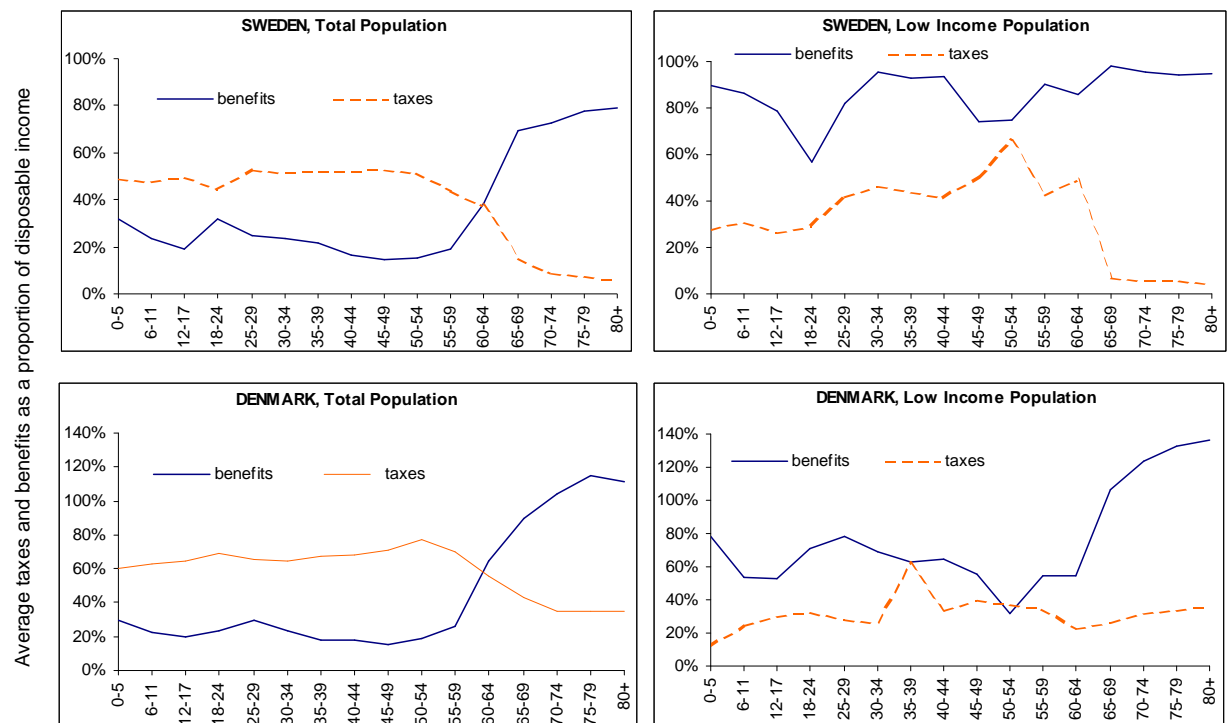 Average taxes and benefits as a proportion of disposable income
SWEDEN, Total Population
benefits taxes
100%
80%
60%
40%
20%
0%
0-5 6-11 12-17 18-24 25-29 30-34 35-39 40-44 45-49 50-54 55-59 60-64 65-69 70-74 75-79 80+
SWEDEN, Low Income Population
benefits taxes
100%
80%
60%
40%
20%
0%
0-5 6-11 12-17 18-24 25-29 30-34 35-39 40-44 45-49 50-54 55-59 60-64 65-69 70-74 75-79 80+
DENMARK, Total Population
140%
120%
benefits taxes
100%
80%
60%
40%
20%
0%
0-5 6-11 12-17 18-24 25-29 30-34 35-39 40-44 45-49 50-54 55-59 60-64 65-69 70-74 75-79 80+
DENMARK, Low Income Population
140%
benefits taxes
120%
100%
80%
60%
40%
20%
0%
0-5 6-11 12-17 18-24 25-29 30-34 35-39 40-44 45-49 50-54 55-59 60-64 65-69 70-74 75-79 80+